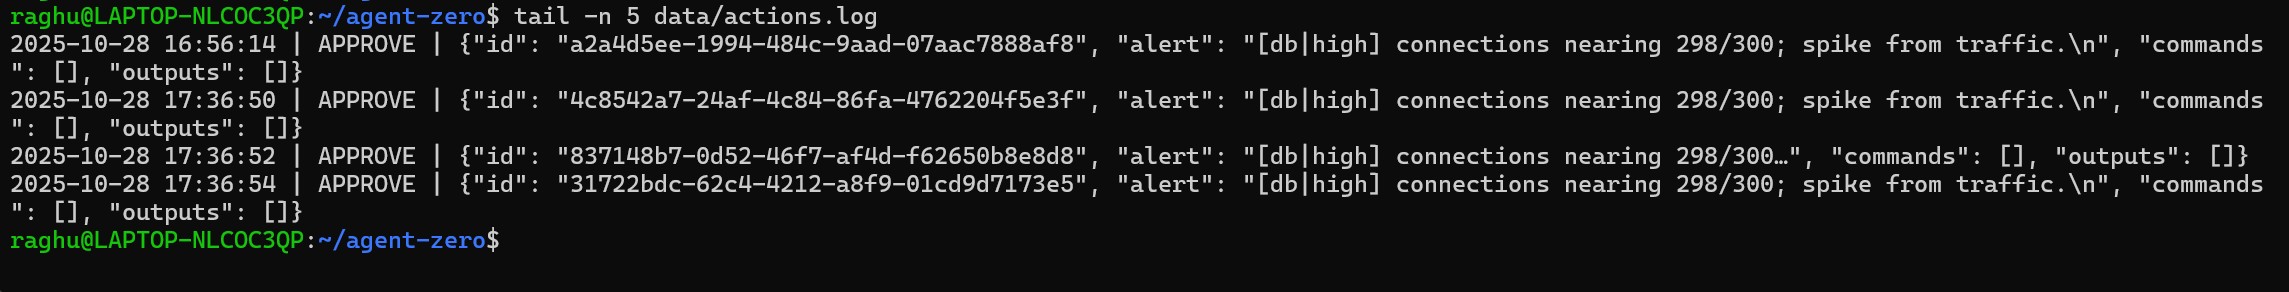 raghu@LAPTOP-NLCOC3QP:~/agent-zero$ tail -n 5 data/actions.log
2025-10-28 16:56:14 | APPROVE | {"id": "a2a4d5ee-1994-484c-9aad-07aac7888af8", "alert": "[db|high] connections nearing 298/300; spike from traffic.\n", "commands
": [], "outputs": []}
2025-10-28 17:36:50 | APPROVE | {"id": "4c8542a7-24af-4c84-86fa-4762204f5e3f", "alert": "[db|high] connections nearing 298/300; spike from traffic.\n", "commands
": [], "outputs": []}
2025-10-28 17:36:52 | APPROVE | {"id": "837148b7-0d52-46f7-af4d-f62650b8e8d8", "alert": "[db|high] connections nearing 298/300…", "commands": [], "outputs": []}
2025-10-28 17:36:54 | APPROVE | {"id": "31722bdc-62c4-4212-a8f9-01cd9d7173e5", "alert": "[db|high] connections nearing 298/300; spike from traffic.\n", "commands
": [], "outputs": []}
raghu@LAPTOP-NLCOC3QP:~/agent-zero$